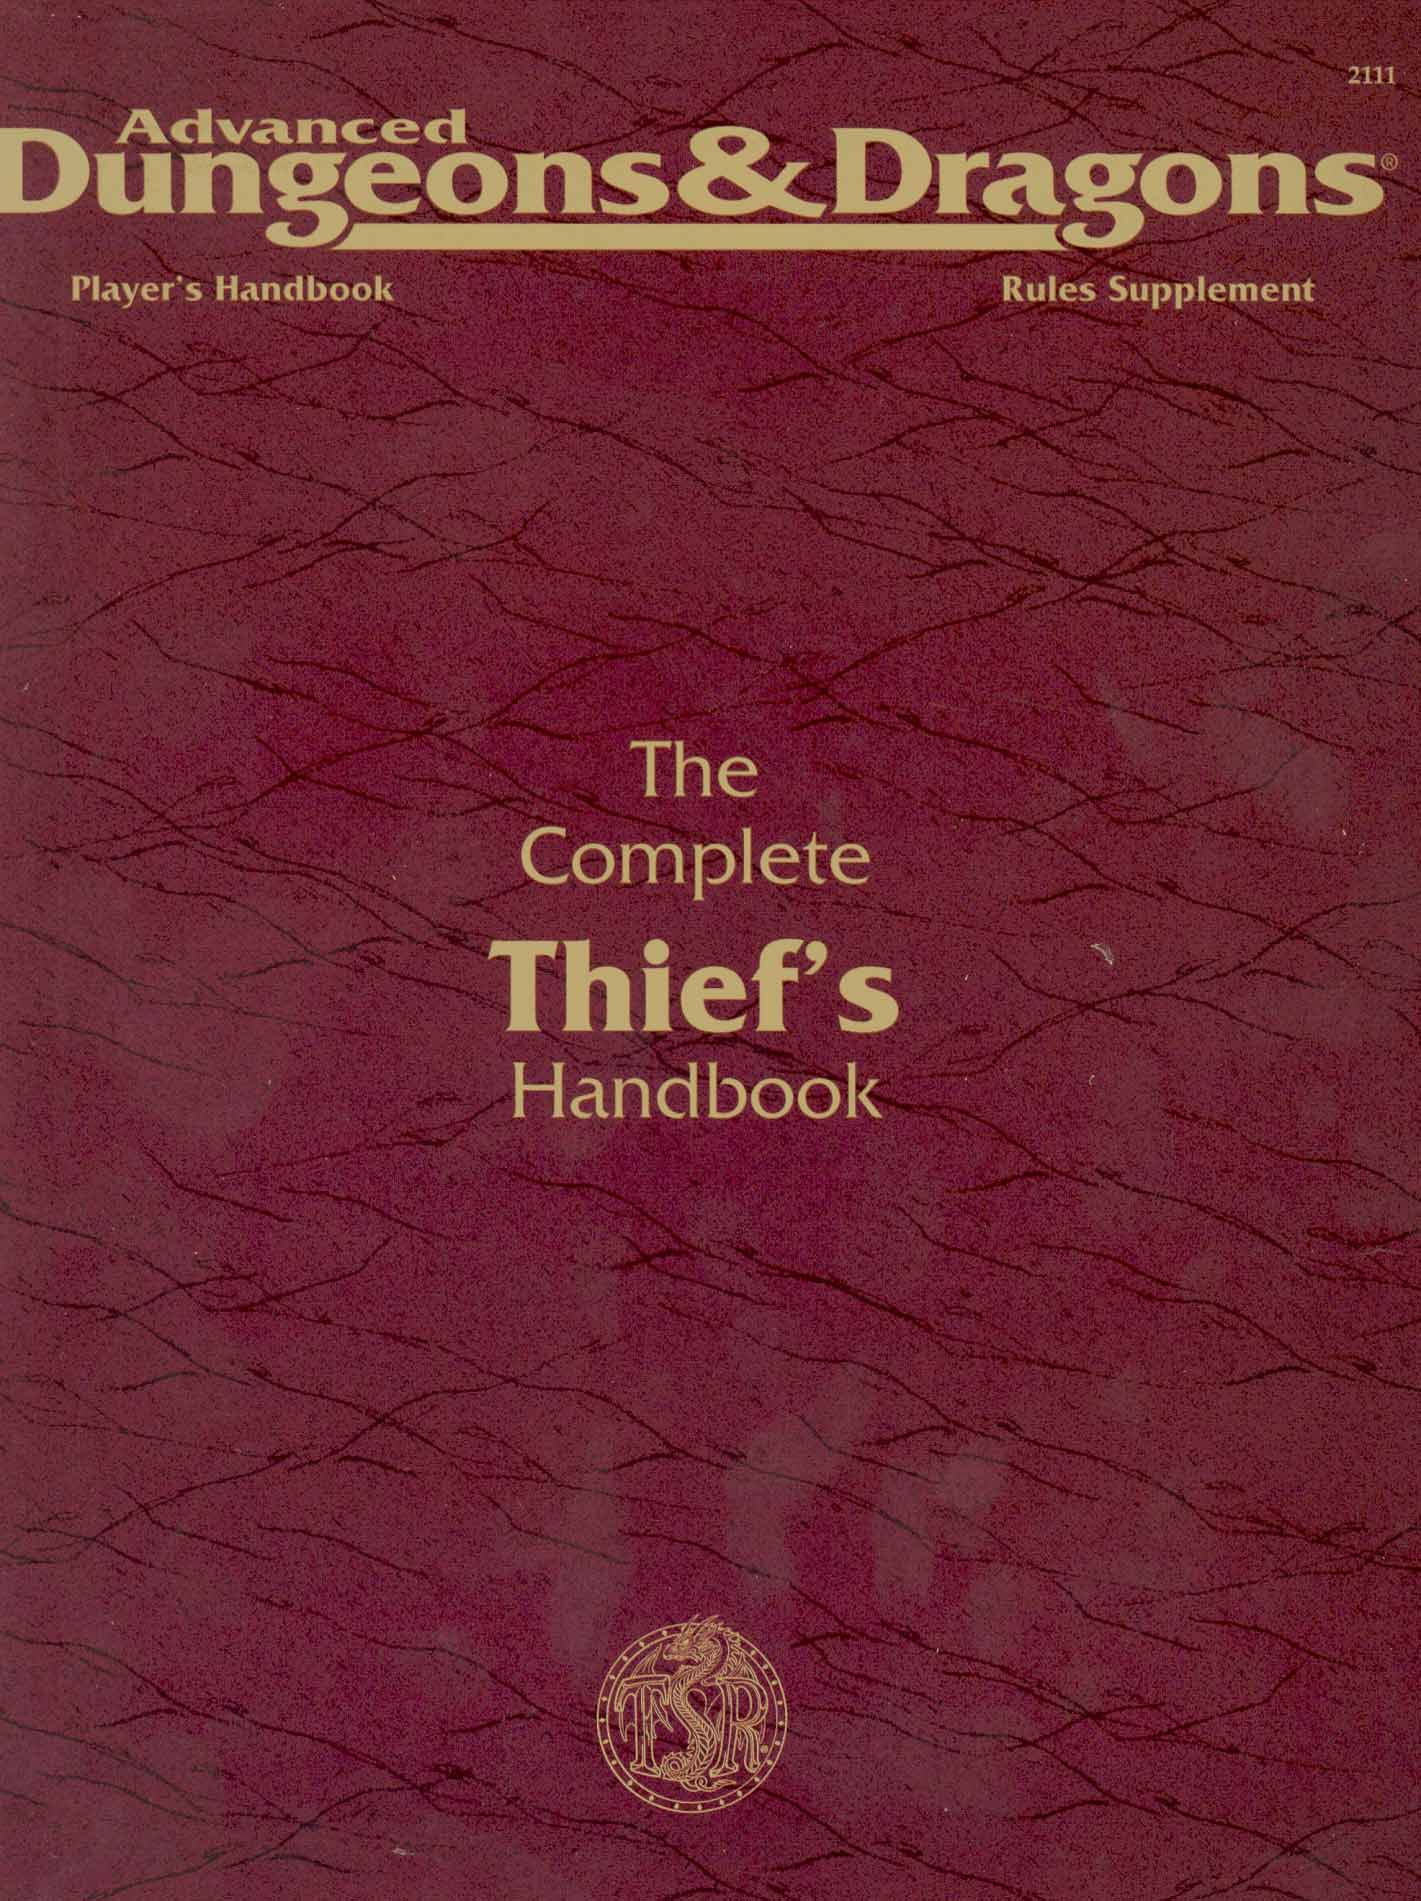 2111
Advanced
Dungeons & Dragons®
Player's Handbook
Rules Supplement
The
Complete
Thief's
Handbook
TSR®